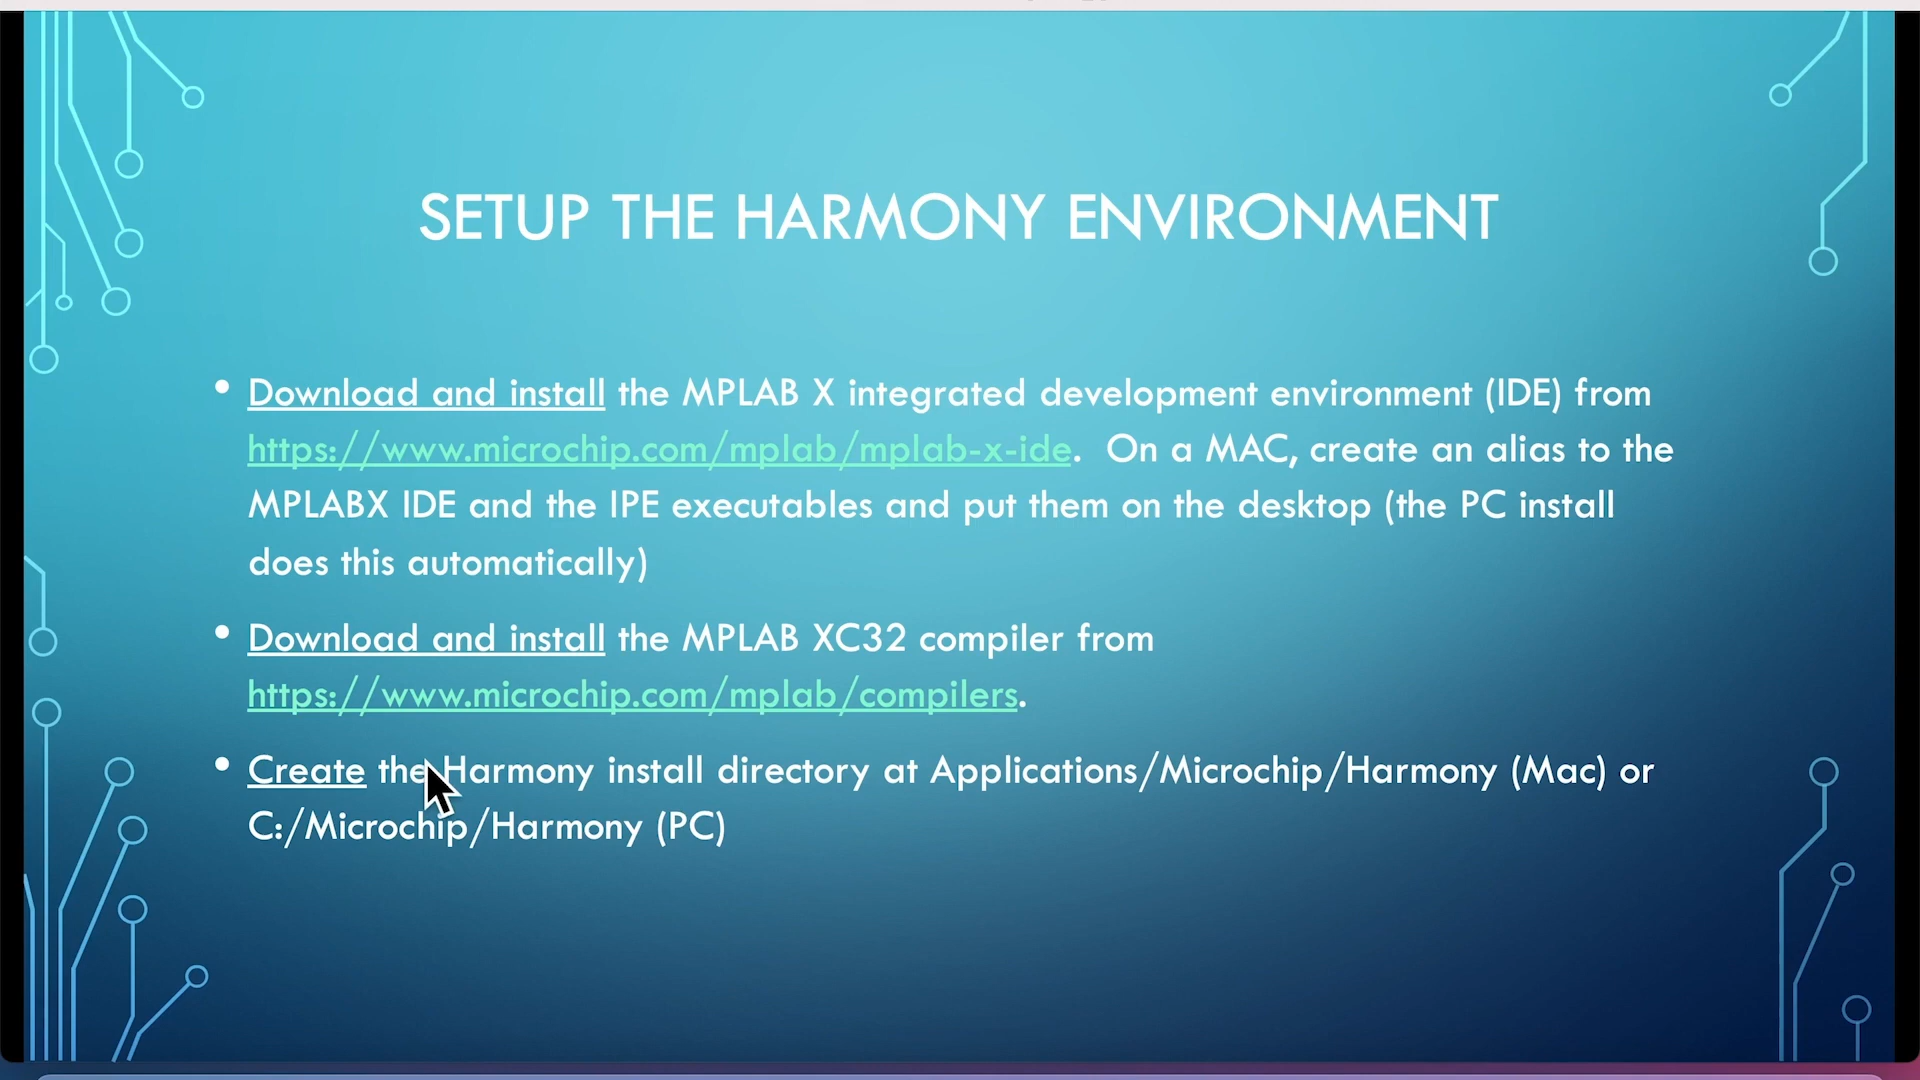 SETUP THE HARMONY ENVIRONMENT
• Download and install the MPLAB X integrated development environment (IDE) from
https://www.microchip.com/mplab/mplab-x-ide.  On a MAC, create an alias to the
MPLABX IDE and the IPE executables and put them on the desktop (the PC install
does this automatically)
• Download and install the MPLAB XC32 compiler from
https://www.microchip.com/mplab/compilers.
• Create the Harmony install directory at Applications/Microchip/Harmony (Mac) or
C:/Microchip/Harmony (PC)